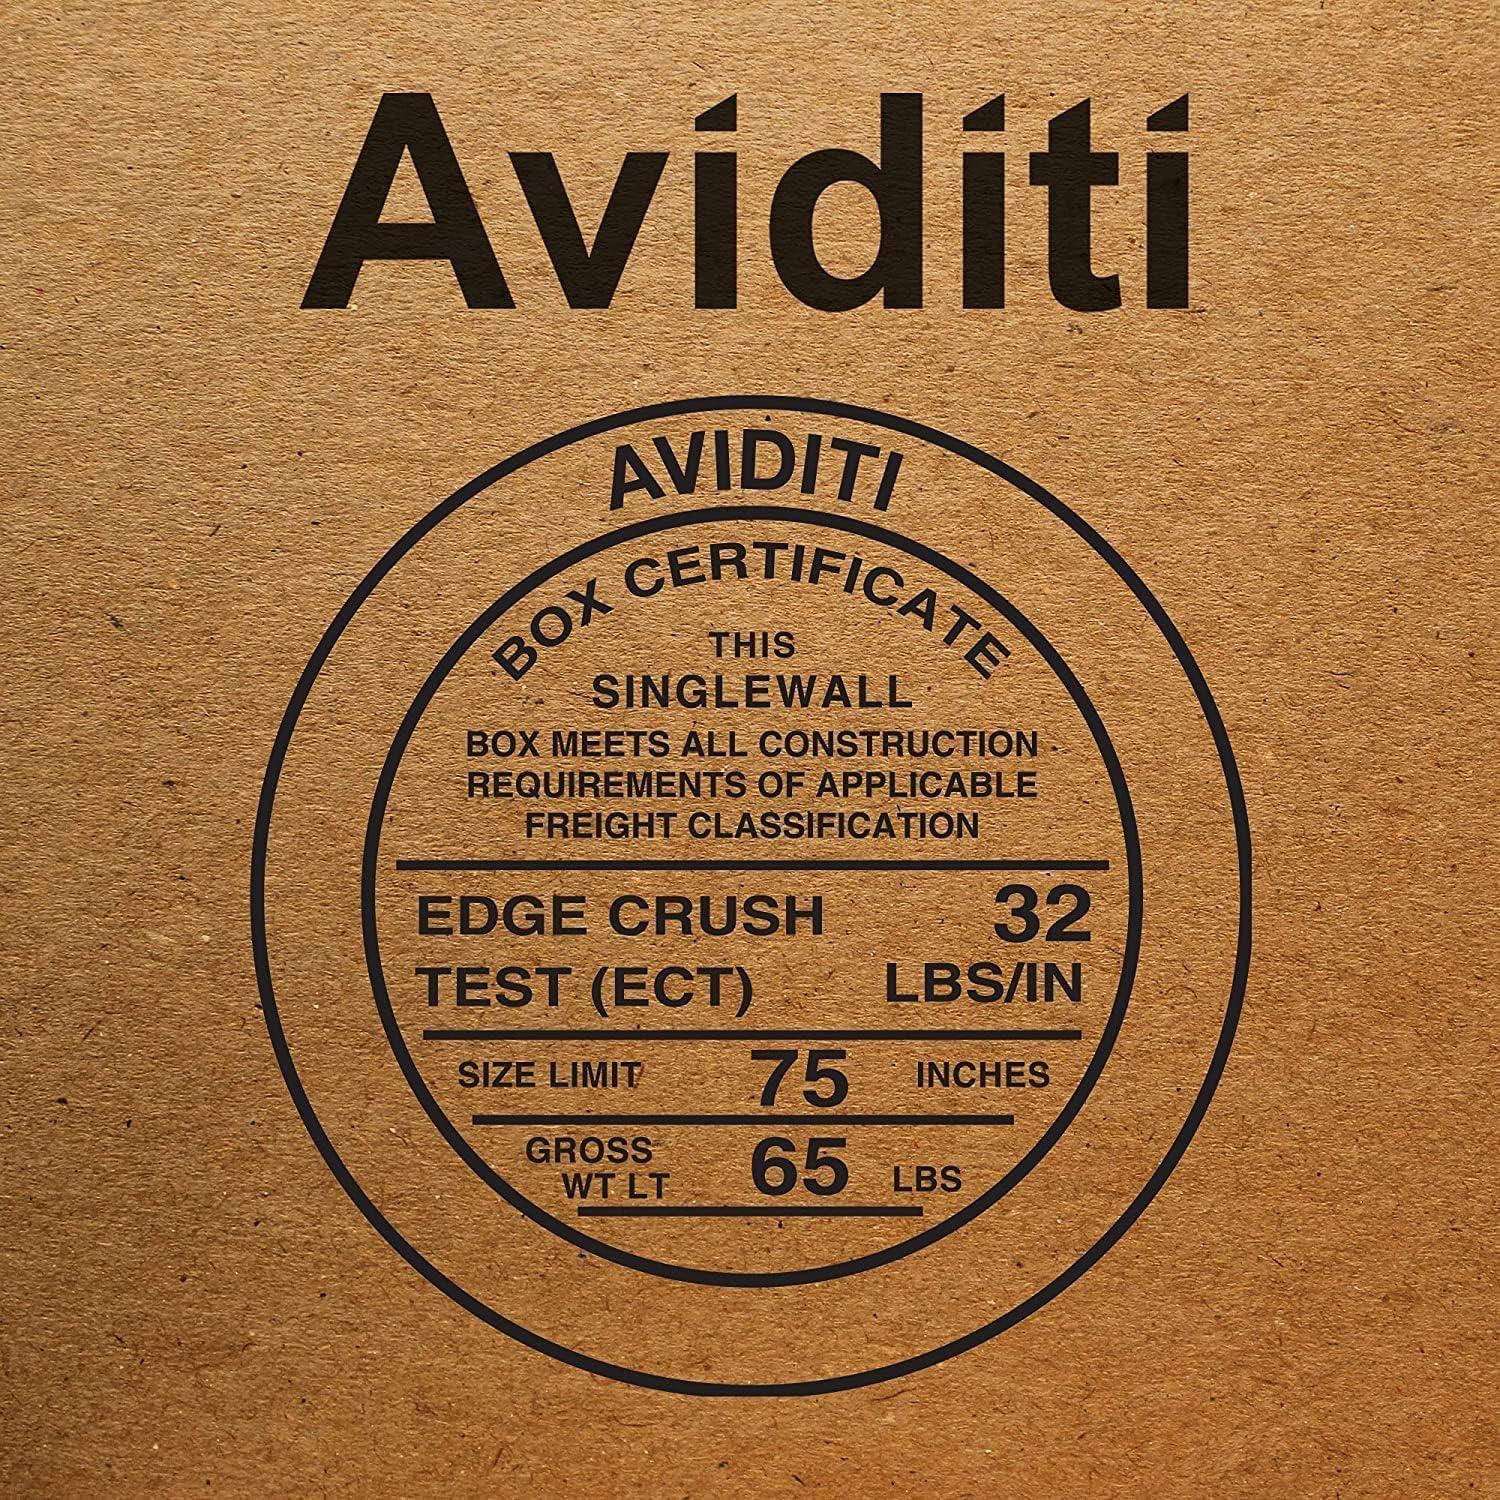 Aviditi
AVIDITI
BOX CERTIFICATE
THIS
SINGLEWALL
BOX MEETS ALL CONSTRUCTION
REQUIREMENTS OF APPLICABLE
FREIGHT CLASSIFICATION
EDGE CRUSH 32
TEST (ECT) LBS/IN
SIZE LIMIT 75 INCHES
GROSS
WT LT 65 LBS